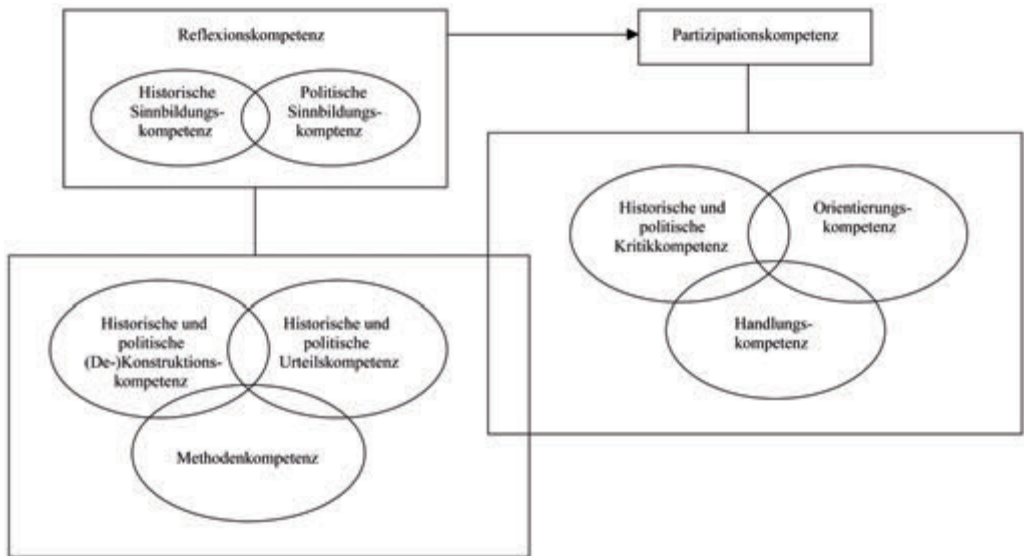 Reflexionskompetenz
Partizipationskompetenz
Historische
Sinnbildungs-
kompetenz
Politische
Sinnbildungs-
komptenz
Historische und
politische
Kritikkompetenz
Orientierungs-
kompetenz
Handlungs-
kompetenz
Historische und
politische
(De-)Konstruktions-
kompetenz
Historische und
politische
Urteilskompetenz
Methodenkompetenz